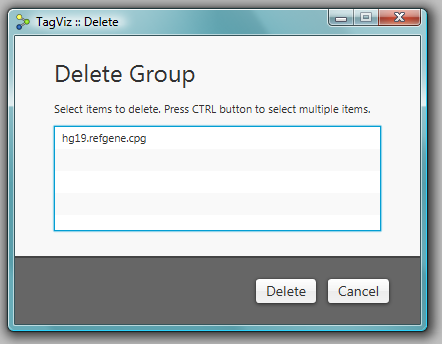 TagViz :: Delete
Delete Group
Select items to delete. Press CTRL button to select multiple items.
hg19.refgene.cpg
Delete Cancel